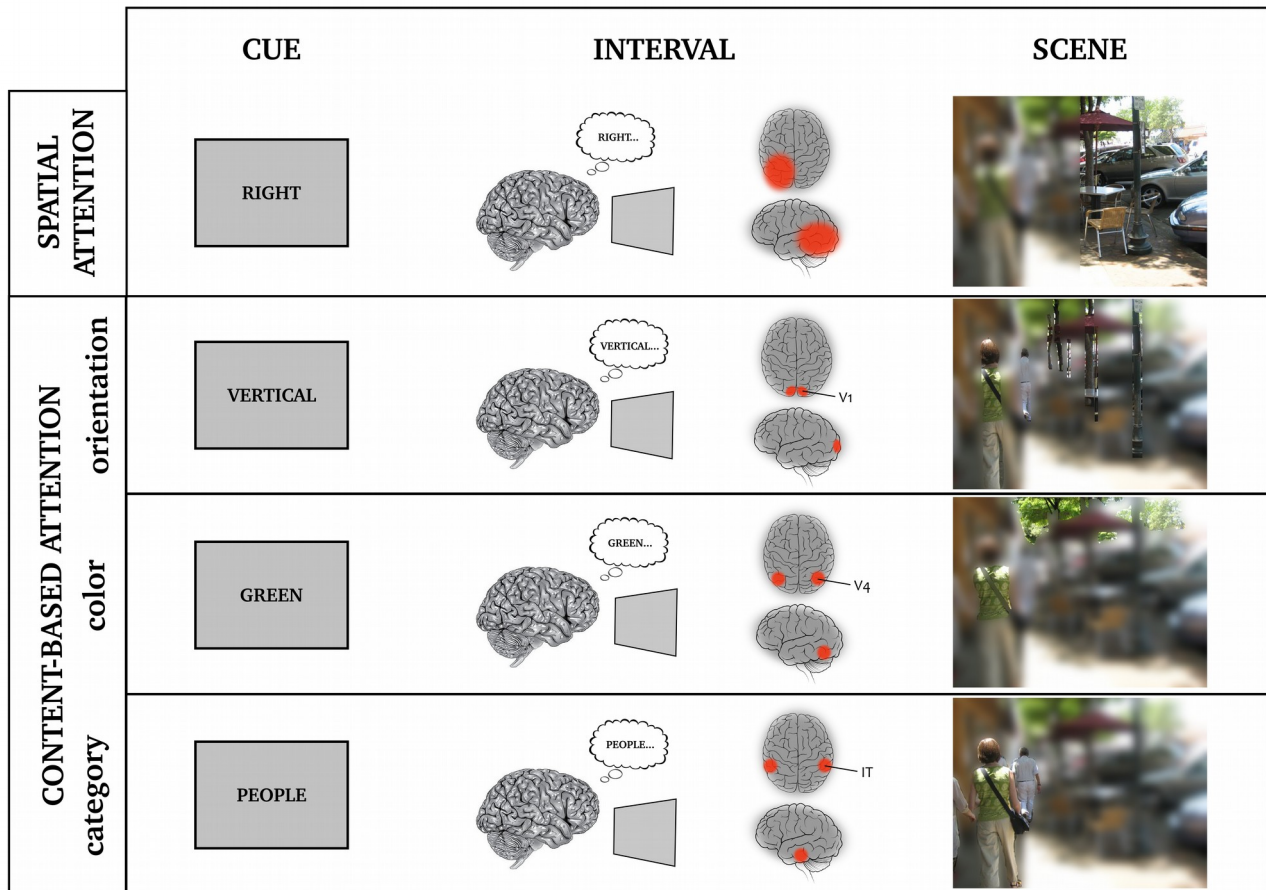 CUE
INTERVAL
SCENE
SPATIAL
ATTENTION
RIGHT
RIGHT...
CONTENT-BASED ATTENTION
orientation
VERTICAL
VERTICAL...
V1
color
GREEN
GREEN...
V4
category
PEOPLE
PEOPLE...
IT